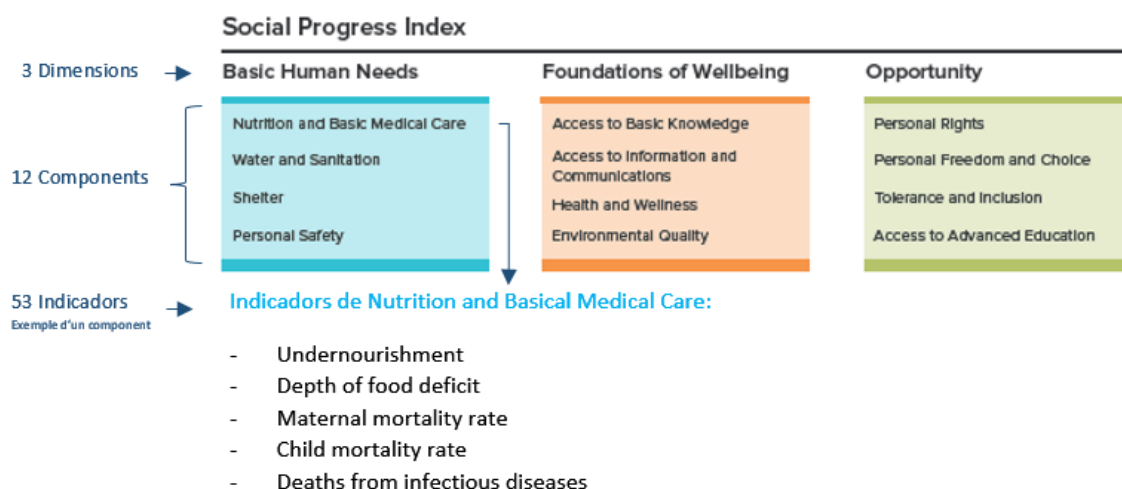 Social Progress Index
3 Dimensions
Basic Human Needs
Foundations of Wellbeing
Opportunity
12 Components
Nutrition and Basic Medical Care
Water and Sanitation
Shelter
Personal Safety
Access to Basic Knowledge
Access to Information and
Communications
Health and Wellness
Environmental Quality
Personal Rights
Personal Freedom and Choice
Tolerance and Inclusion
Access to Advanced Education
53 Indicadors
Exemple d'un component
Indicadors de Nutrition and Basical Medical Care:
- Undernourishment
- Depth of food deficit
- Maternal mortality rate
- Child mortality rate
- Deaths from infectious diseases